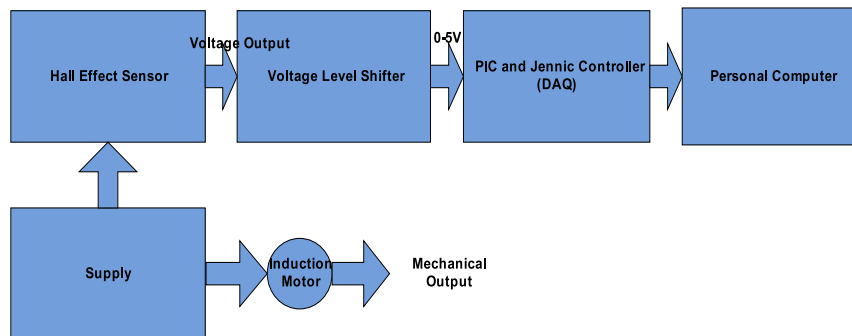 Hall Effect Sensor
Voltage Output
Voltage Level Shifter
0-5V
PIC and Jennic Controller
(DAQ)
Personal Computer
Supply
Induction
Motor
Mechanical
Output